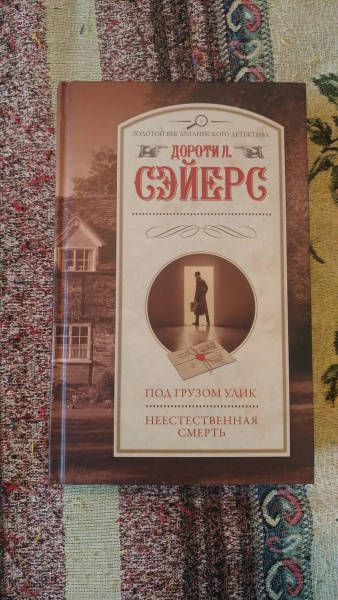 ЗОЛОТОЙ ВЕК АНГЛИЙСКОГО ДЕТЕКТИВА
ДОРОТИ Л.
СЭЙЕРС
ПОД ГРУЗОМ УЛИК
НЕЕСТЕСТВЕННАЯ
СМЕРТЬ